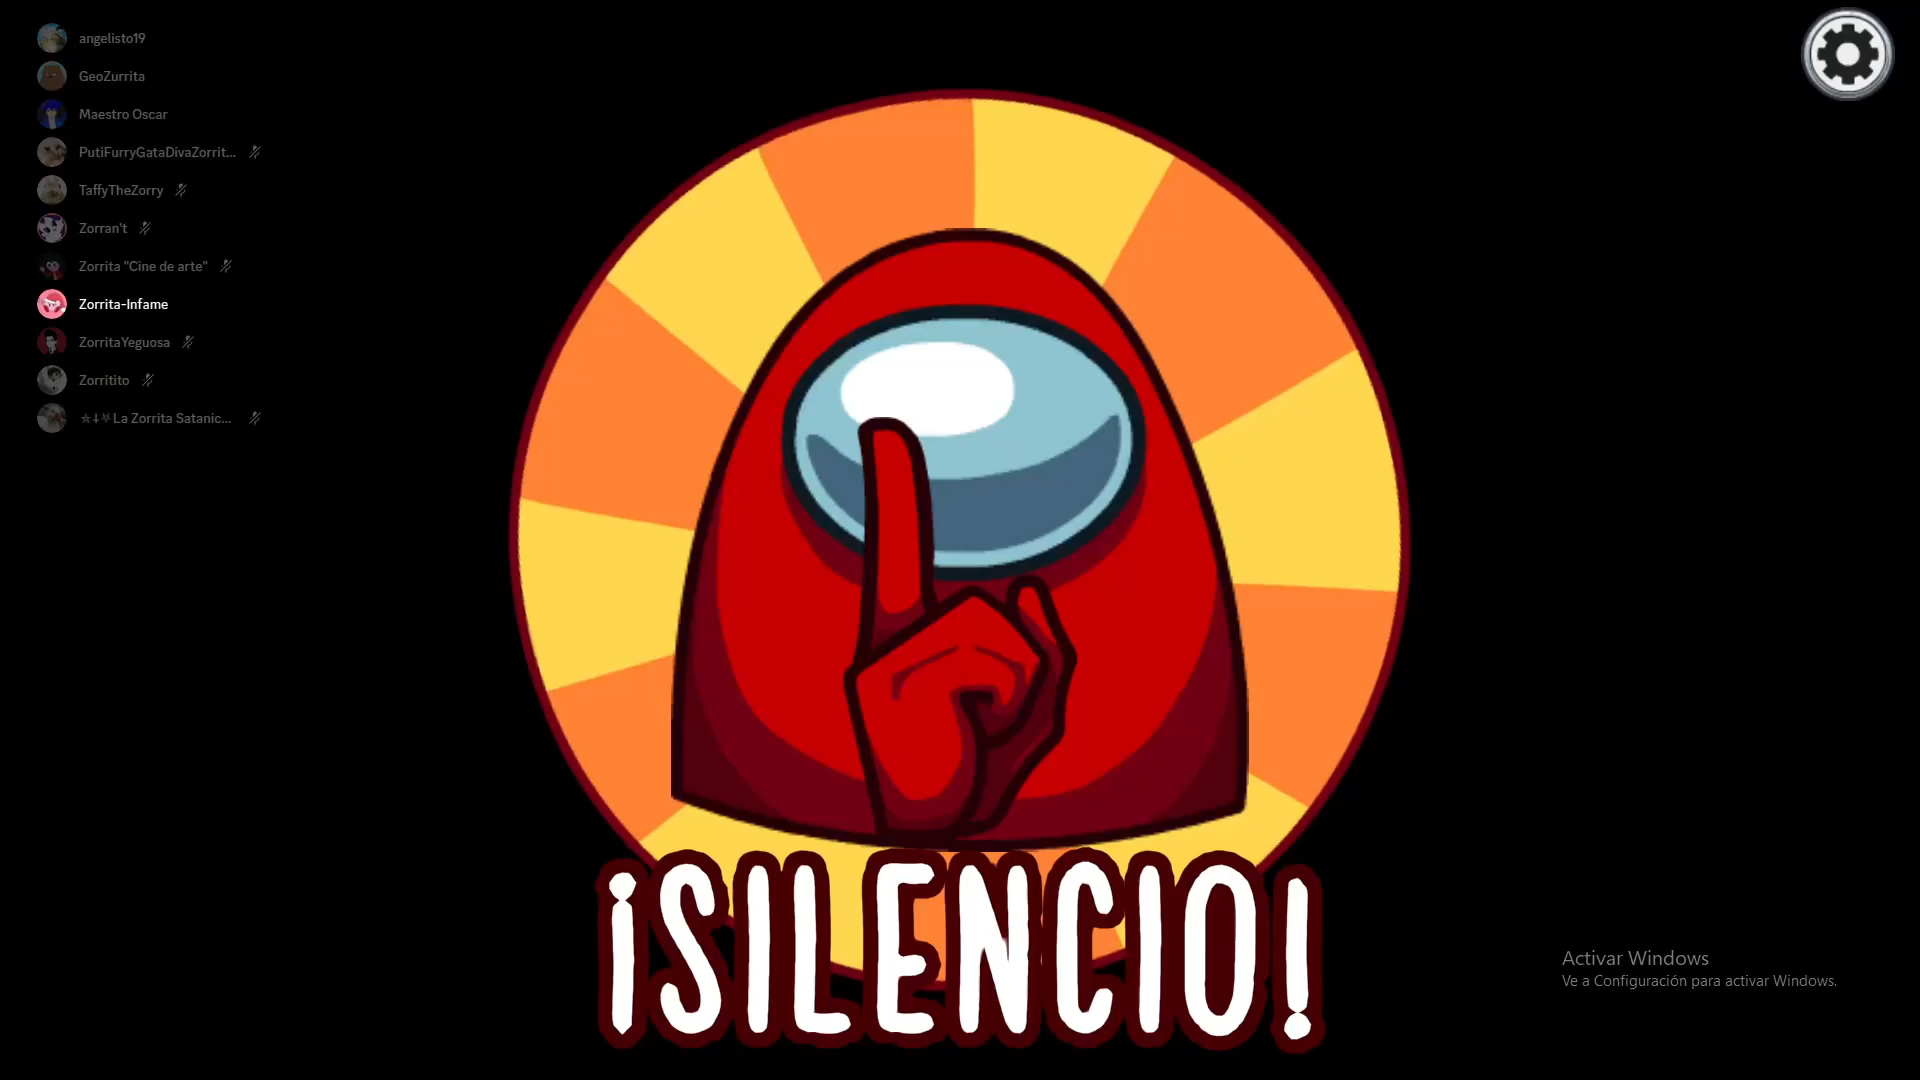 angelisto19
GeoZurrita
Maestro Oscar
PutiFurryGataDivaZorrit...
TaffyTheZorry
Zorran't
Zorrita "Cine de arte"
Zorrita-Infame
ZorritaYeguosa
Zorritito
⛧⸸⛧La Zorrita Satanic...
¡SILENCIO!
Activar Windows
Ve a Configuración para activar Windows.